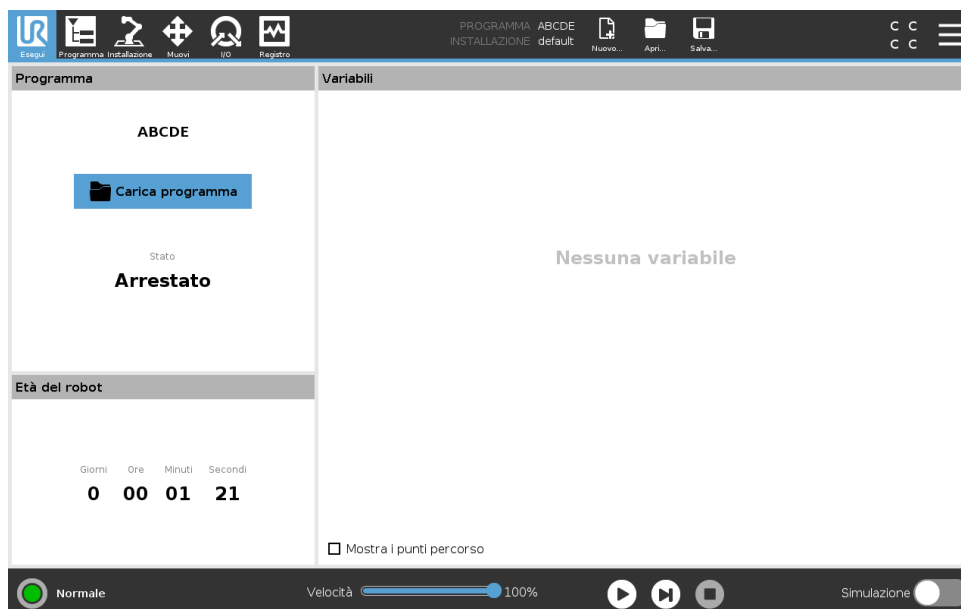 UR
PROGRAMMA ABCDE
INSTALLAZIONE default
Esegui Programma Installazione Muovi I/O Registro
Nuovo... Apri... Salva...
C C
C C
Programma
Variabili
ABCDE
Carica programma
Stato
Arrestato
Nessuna variabile
Età del robot
Giorni Ore Minuti Secondi
0 00 01 21
Mostra i punti percorso
Normale
Velocità 100%
Simulazione